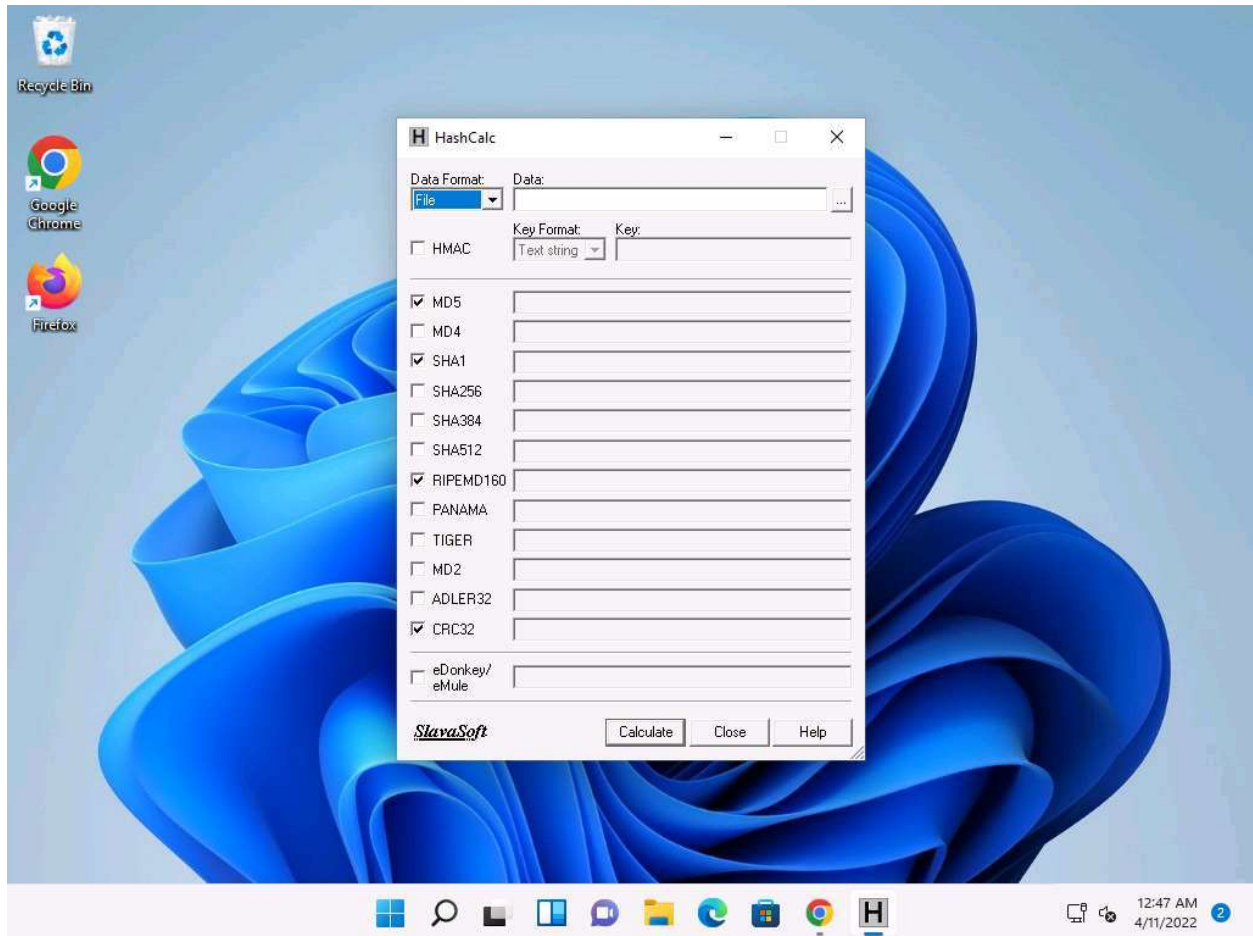 Recycle Bin
Google
Chrome
Firefox
H HashCalc
Data Format: Data:
File ...
HMAC Key Format: Key:
Text string
MD5
MD4
SHA1
SHA256
SHA384
SHA512
RIPEMD160
PANAMA
TIGER
MD2
ADLER32
CRC32
eDonkey/
eMule
SlavaSoft Calculate Close Help
H
12:47 AM
4/11/2022
2